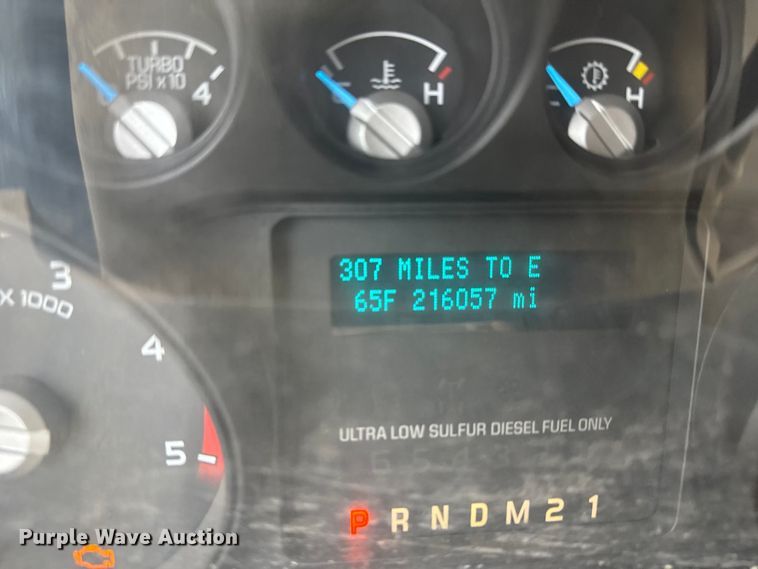 TURBO
PSI x 10
0 4
C H
H
307 MILES TO E
65F 216057 mi
3
X 1000
4
5
ULTRA LOW SULFUR DIESEL FUEL ONLY
P R N D M 2 1
Purple Wave Auction